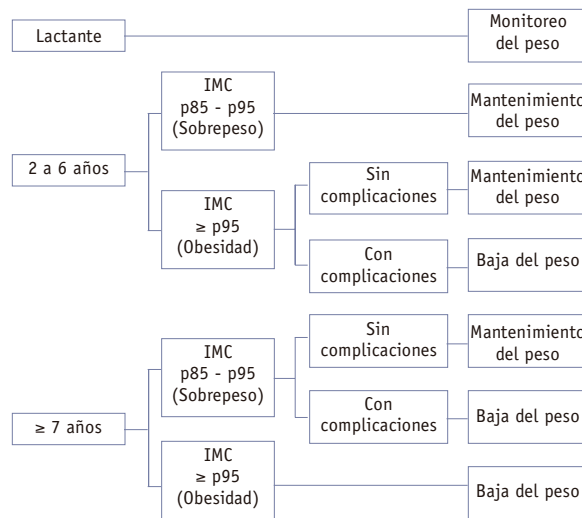 Lactante
Monitoreo
del peso
2 a 6 años
IMC
p85 - p95
(Sobrepeso)
Mantenimiento
del peso
IMC
≥ p95
(Obesidad)
Sin
complicaciones
Mantenimiento
del peso
Con
complicaciones
Baja del peso
≥ 7 años
IMC
p85 - p95
(Sobrepeso)
Sin
complicaciones
Mantenimiento
del peso
Con
complicaciones
Baja del peso
IMC
≥ p95
(Obesidad)
Baja del peso